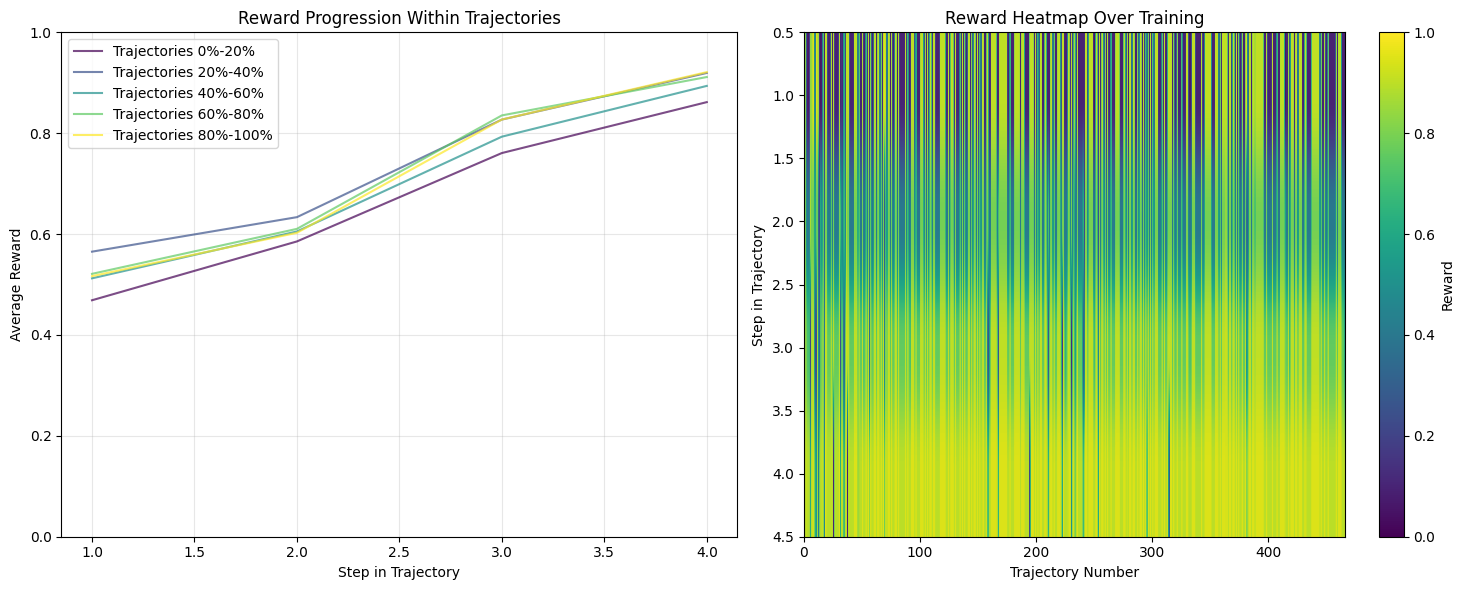 Reward Progression Within Trajectories
Trajectories 0%-20%
Trajectories 20%-40%
Trajectories 40%-60%
Trajectories 60%-80%
Trajectories 80%-100%
1.0
0.8
0.6
0.4
0.2
0.0
Average Reward
1.0 1.5 2.0 2.5 3.0 3.5 4.0
Step in Trajectory
Reward Heatmap Over Training
0.5
1.0
1.5
2.0
2.5
3.0
3.5
4.0
4.5
Step in Trajectory
0 100 200 300 400
Trajectory Number
1.0
0.8
0.6
0.4
0.2
0.0
Reward